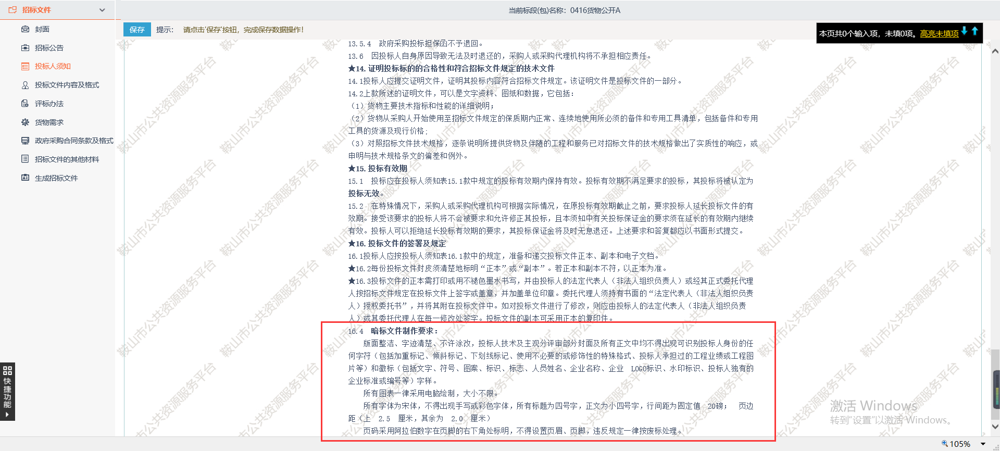 招标文件
当前标段(包)名称：0416货物公开A
封面
招标公告
投标人须知
投标文件内容及格式
评标办法
货物需求
政府采购合同条款及格式
招标文件的其他材料
生成招标文件
快捷功能
保存 提示： 请点击'保存'按钮，完成保存数据操作！
本页共0个输入项，未填0项。高亮未填项
13.5.4 政府采购投标担保函不予退回。
13.6 因投标人自身原因导致无法及时退还的，采购人或采购代理机构将不承担相应责任。
★14. 证明投标标的的合格性和符合招标文件规定的技术文件
14.1投标人应提交证明文件，证明其投标内容符合招标文件规定。该证明文件是投标文件的一部分。
14.2上款所述的证明文件，可以是文字资料、图纸和数据，它包括：
（1）货物主要技术指标和性能的详细说明；
（2）货物从采购人开始使用至招标文件规定的保质期内正常、连续地使用所必须的备件和专用工具清单，包括备件和专用
工具的货源及现行价格；
（3）对照招标文件技术规格，逐条说明所提供货物及伴随的工程和服务已对招标文件的技术规格做出了实质性的响应，或
申明与技术规格条文的偏差和例外。
★15. 投标有效期
15.1 投标应在投标人须知表15.1款中规定的投标有效期内保持有效。投标有效期不满足要求的投标，其投标将被认定为
投标无效。
15.2 在特殊情况下，采购人或采购代理机构可根据实际情况，在原投标有效期截止之前，要求投标人延长投标文件的有
效期。接受该要求的投标人将不会被要求和允许修正其投标，且本须知中有关投标保证金的要求须在延长的有效期内继续
有效。投标人可以拒绝延长投标有效期的要求，其投标保证金将及时无息退还。上述要求和答复都应以书面形式提交。
★16. 投标文件的签署及规定
16.1投标人应按投标人须知表16.1款中的规定，准备和递交投标文件正本、副本和电子文档。
★16.2每份投标文件封皮须清楚地标明“正本”或“副本”。若正本和副本不符，以正本为准。
★16.3投标文件的正本需打印或用不褪色墨水书写，并由投标人的法定代表人（非法人组织负责人）或经其正式委托代理
人按招标文件规定在投标文件上签字或盖章，并加盖单位印章。委托代理人须持有书面的“法定代表人（非法人组织负责
人）授权委托书”，并将其附在投标文件中。如对投标文件进行了修改，则应由投标人的法定代表人（非法人组织负责
人）或其委托代理人在每一修改处签字。投标文件的副本可采用正本的复印件。
16.4 暗标文件制作要求：
版面整洁、字迹清楚、不许涂改，投标人技术及主观分评审部分封面及所有正文中均不得出现可识别投标人身份的任
何字符（包括加重标记、倾斜标记、下划线标记、使用不必要的或修饰性的特殊格式、投标人承担过的工程业绩或工程图
片等）和徽标（包括文字、符号、图案、标识、标志、人员姓名、企业名称、企业 LOGO标识、水印标识、投标人独有的
企业标准或编号等）字样。
所有图表一律采用电脑绘制，大小不限。
所有字体为宋体，不得出现手写或彩色字体，所有标题为四号字，正文为小四号字，行间距为固定值 20磅； 页边
距（上 2.5 厘米，其余为 2.0 厘米）
页码采用阿拉伯数字在页脚的右下角处标明，不得设置页眉、页脚，违反规定一律按废标处理。
鞍山市公共资源服务平台
激活 Windows
转到“设置”以激活 Windows。
105%